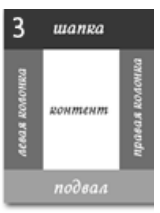 3 шапка
левая колонка
контент
правая колонка
подвал